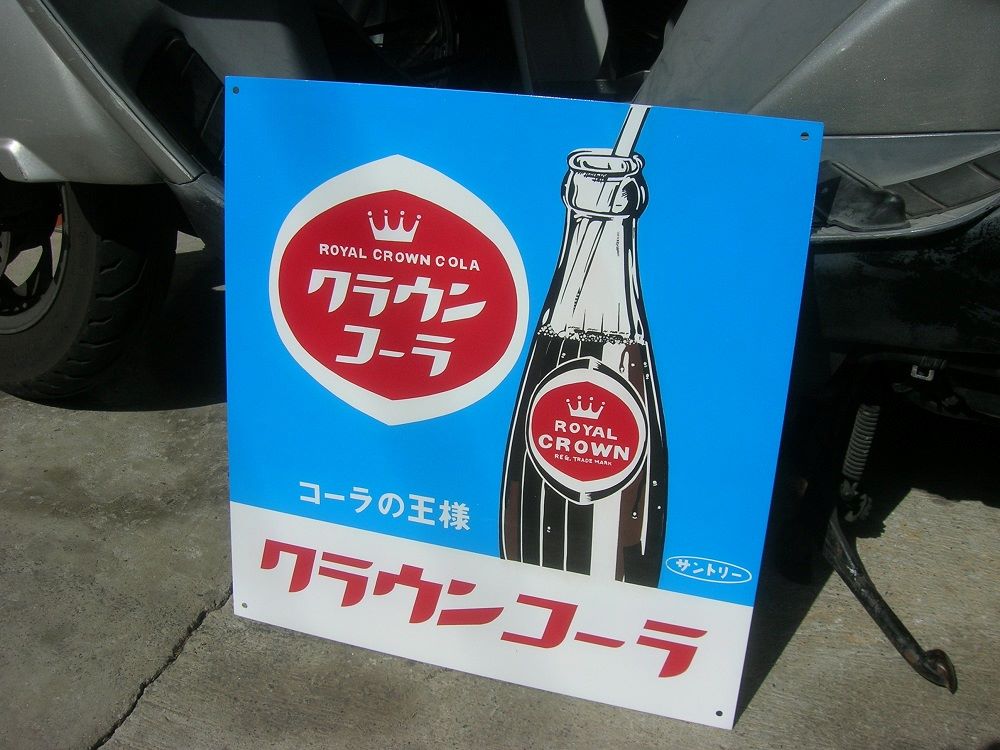 ROYAL CROWN COLA
クラウン
コーラ
ROYAL
CROWN
REG. TRADE MARK
コーラの王様
サントリー
クラウンコーラ